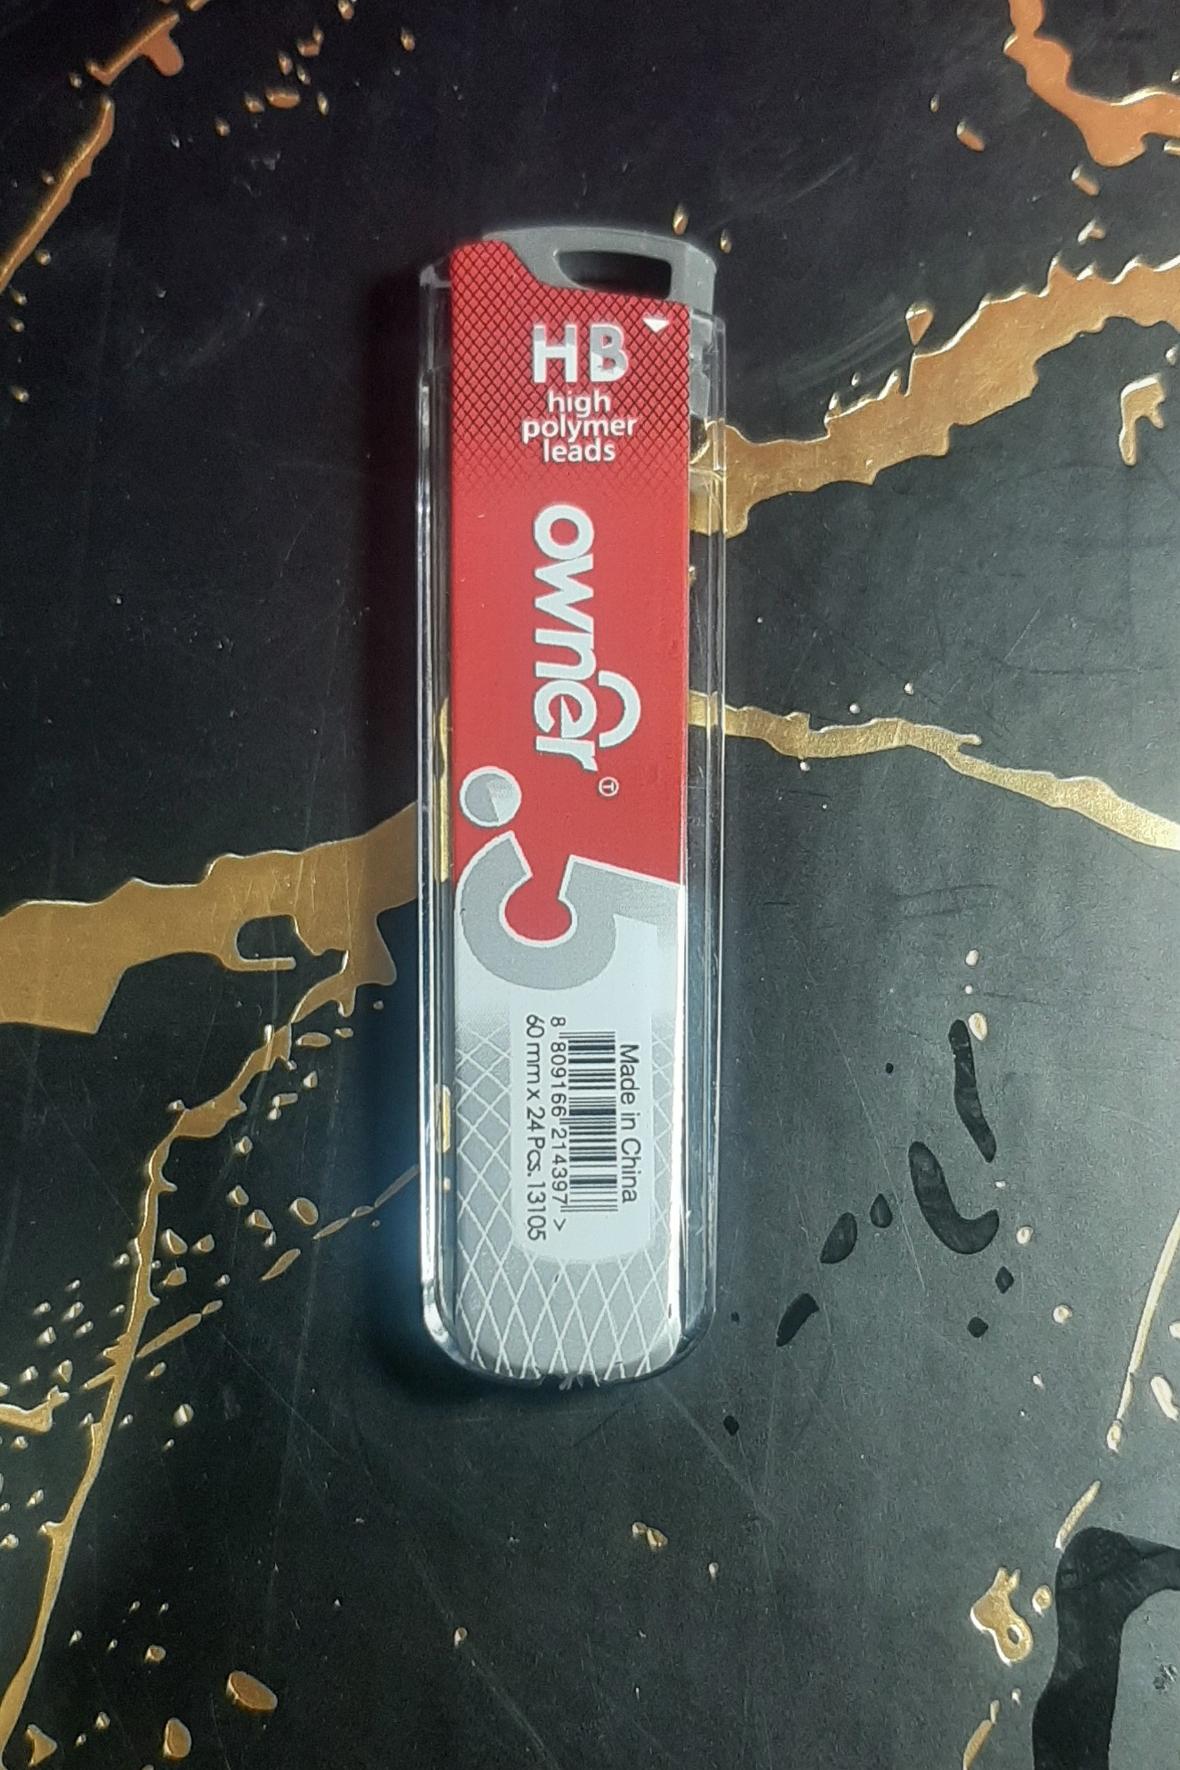 HB
high
polymer
leads
owner
.5
Made in China
8 809166 214397 >
60 mm x 24 Pcs. 13105